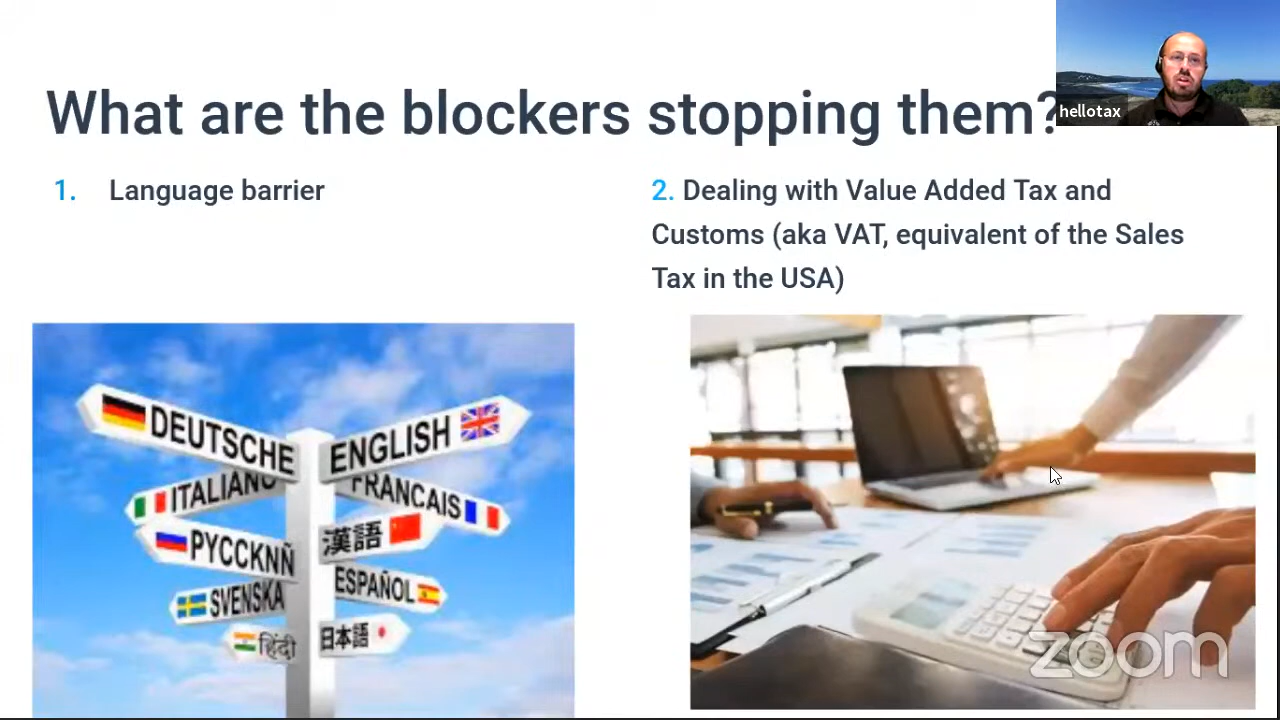 What are the blockers stopping them?
hellotax
1. Language barrier
2. Dealing with Value Added Tax and
Customs (aka VAT, equivalent of the Sales
Tax in the USA)
DEUTSCHE
ENGLISH
ITALIANO
FRANCAIS
PYCCKNÑ
漢語
SVENSKA
ESPAÑOL
हिंदी
日本語
zoom